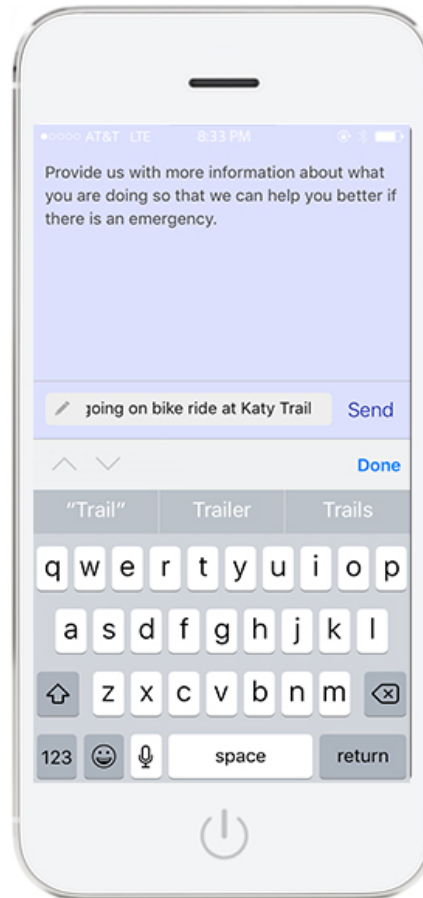 AT&T LTE 8:33 PM
Provide us with more information about what
you are doing so that we can help you better if
there is an emergency.
going on bike ride at Katy Trail Send
Done
"Trail" Trailer Trails
q w e r t y u i o p
a s d f g h j k l
z x c v b n m
123 space return